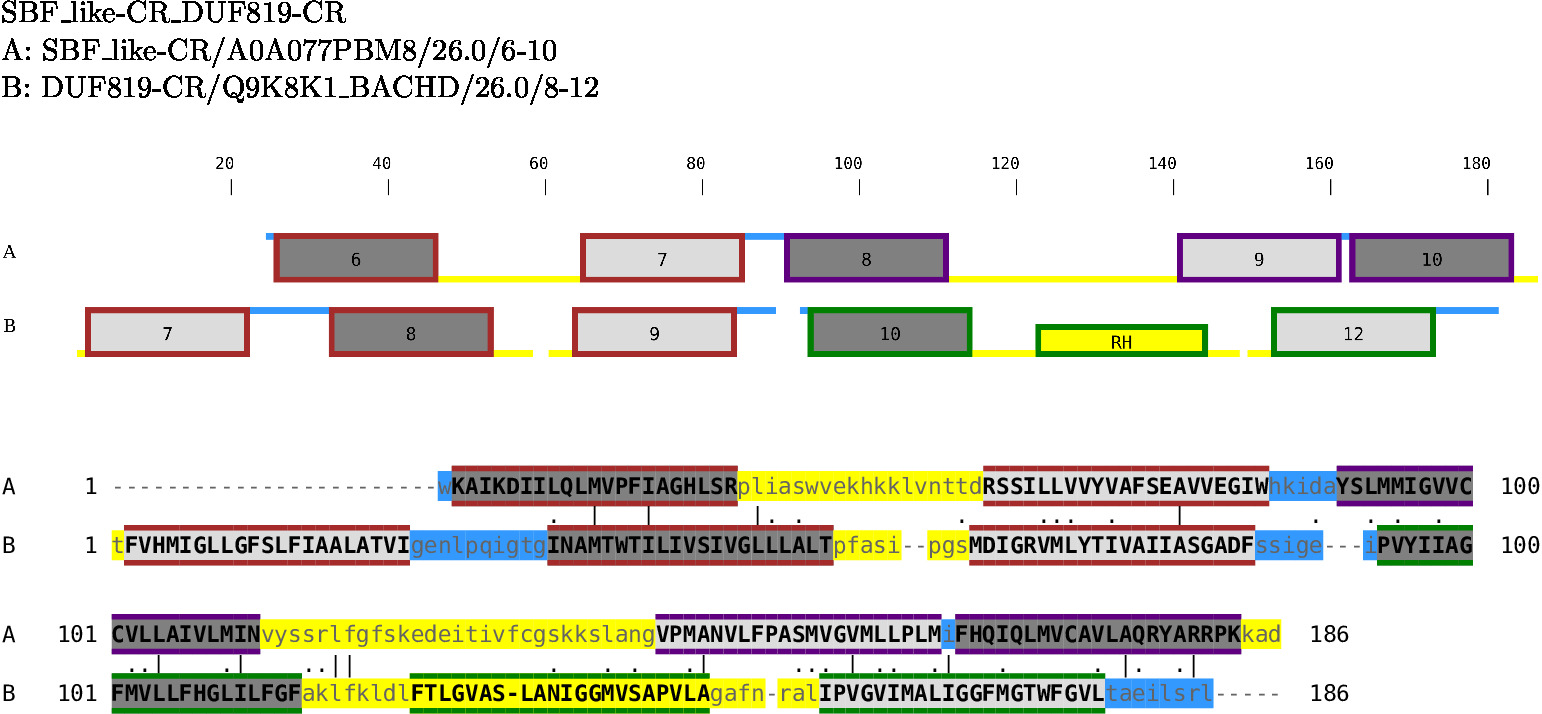 SBF_like-CR_DUF819-CR
A: SBF_like-CR/A0A077PBM8/26.0/6-10
B: DUF819-CR/Q9K8K1_BACHD/26.0/8-12
20 40 60 80 100 120 140 160 180
A 6 7 8 9 10
B 7 8 9 10 RH 12
A 1 ------------------------wKAIKDIILQLMVPFIAGHLSRpliaswvekhkklvnttdRSSILLVVYVAFSEAVVEGIWhkidaYSLMMIGVVC 100
B 1 tFVHMIGLLGFSLFIAALATVIgenlpqigtgINAMTWTILIVSIVGLLLALTpfasi--pgsMDIGRVMLYTIVAIIASGADFssige---iPVYIIAG 100
A 101 CVLLAIVLMINvyssrlfgfskedeitivfcgskkslangVPMANVLFPASMVGVMLLPLMiFHQIQLMVCAVLAQRYARRPKkad 186
B 101 FMVLLFHGLILFGFaklfkldlFTLGVAS-LANIGGMVSAPVLAgafn-ralIPVGVIMALIGGFMGTWFGVLtaeilsrl----- 186